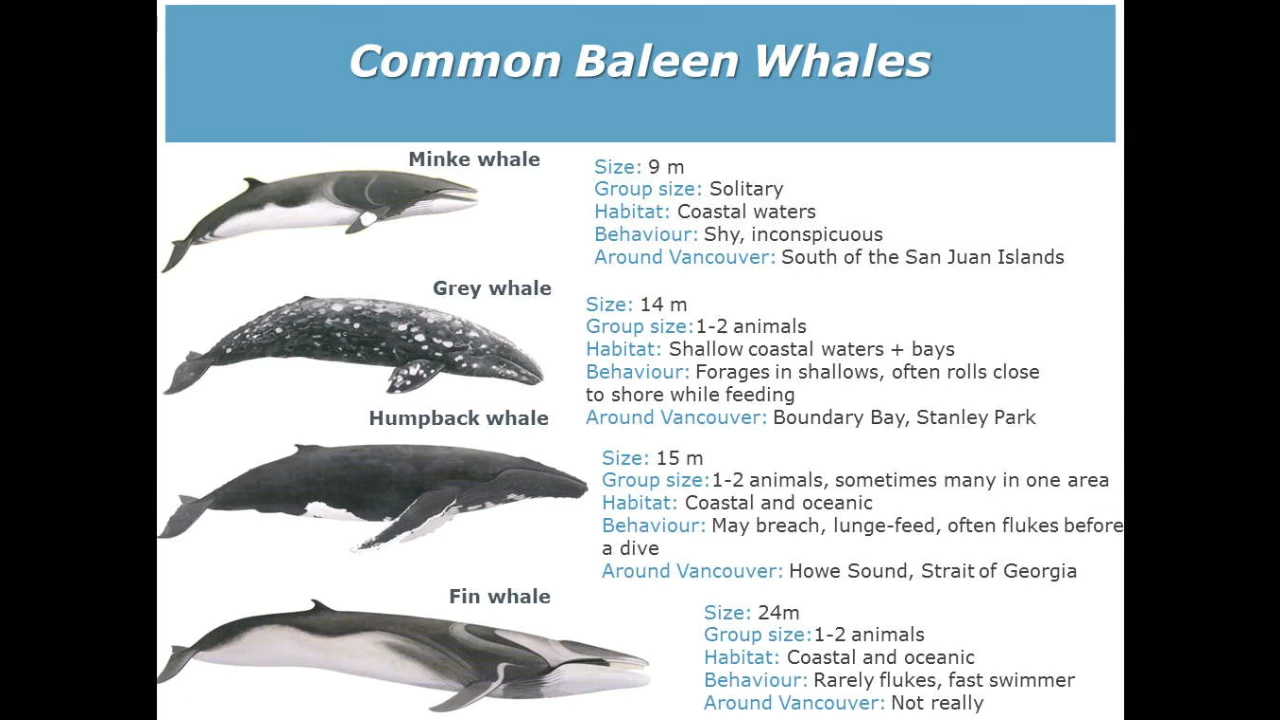 Common Baleen Whales
Minke whale
Size: 9 m
Group size: Solitary
Habitat: Coastal waters
Behaviour: Shy, inconspicuous
Around Vancouver: South of the San Juan Islands
Grey whale
Size: 14 m
Group size:1-2 animals
Habitat: Shallow coastal waters + bays
Behaviour: Forages in shallows, often rolls close
to shore while feeding
Around Vancouver: Boundary Bay, Stanley Park
Humpback whale
Size: 15 m
Group size:1-2 animals, sometimes many in one area
Habitat: Coastal and oceanic
Behaviour: May breach, lunge-feed, often flukes before
a dive
Around Vancouver: Howe Sound, Strait of Georgia
Fin whale
Size: 24m
Group size:1-2 animals
Habitat: Coastal and oceanic
Behaviour: Rarely flukes, fast swimmer
Around Vancouver: Not really